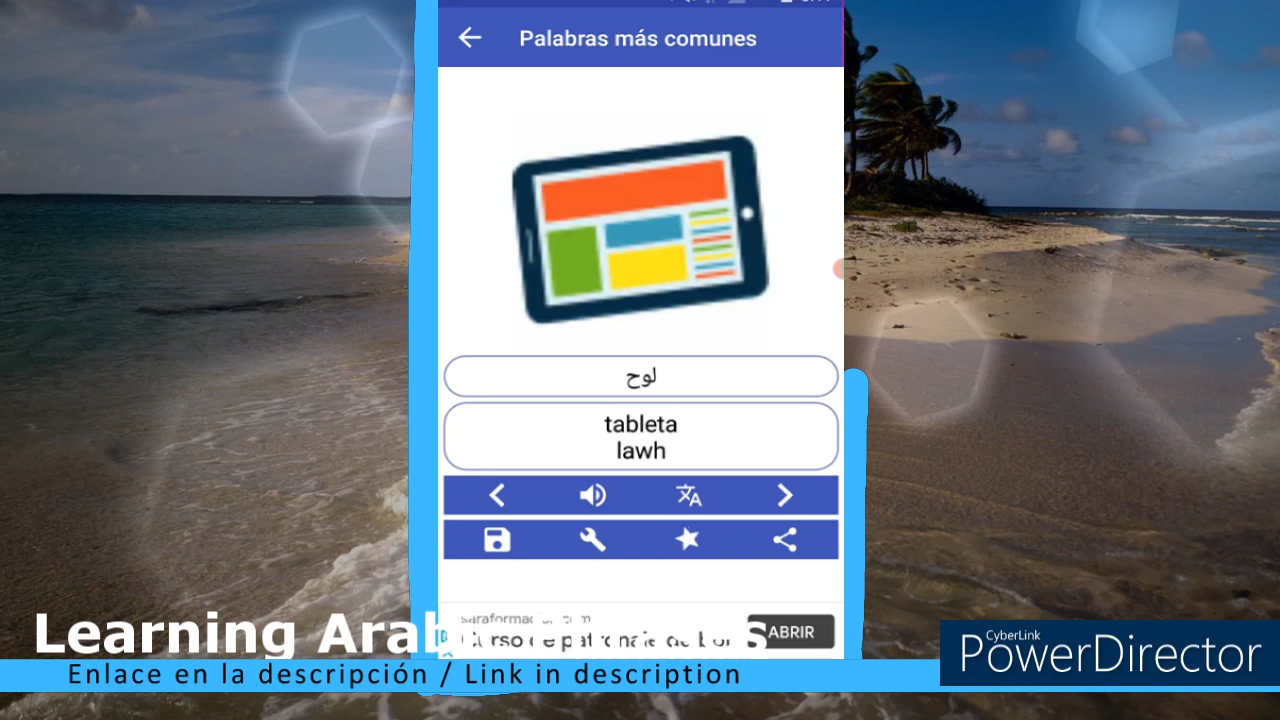 Palabras más comunes
لوح
tableta
lawh
ABRIR
Learning Arab
Enlace en la descripción / Link in description
CyberLink
PowerDirector